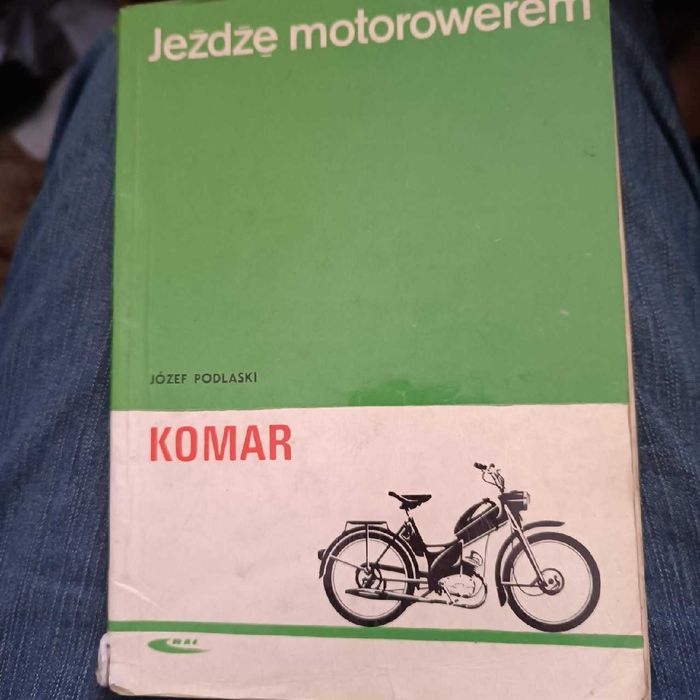 Jeżdżę motorowerem
JÓZEF PODLASKI
KOMAR